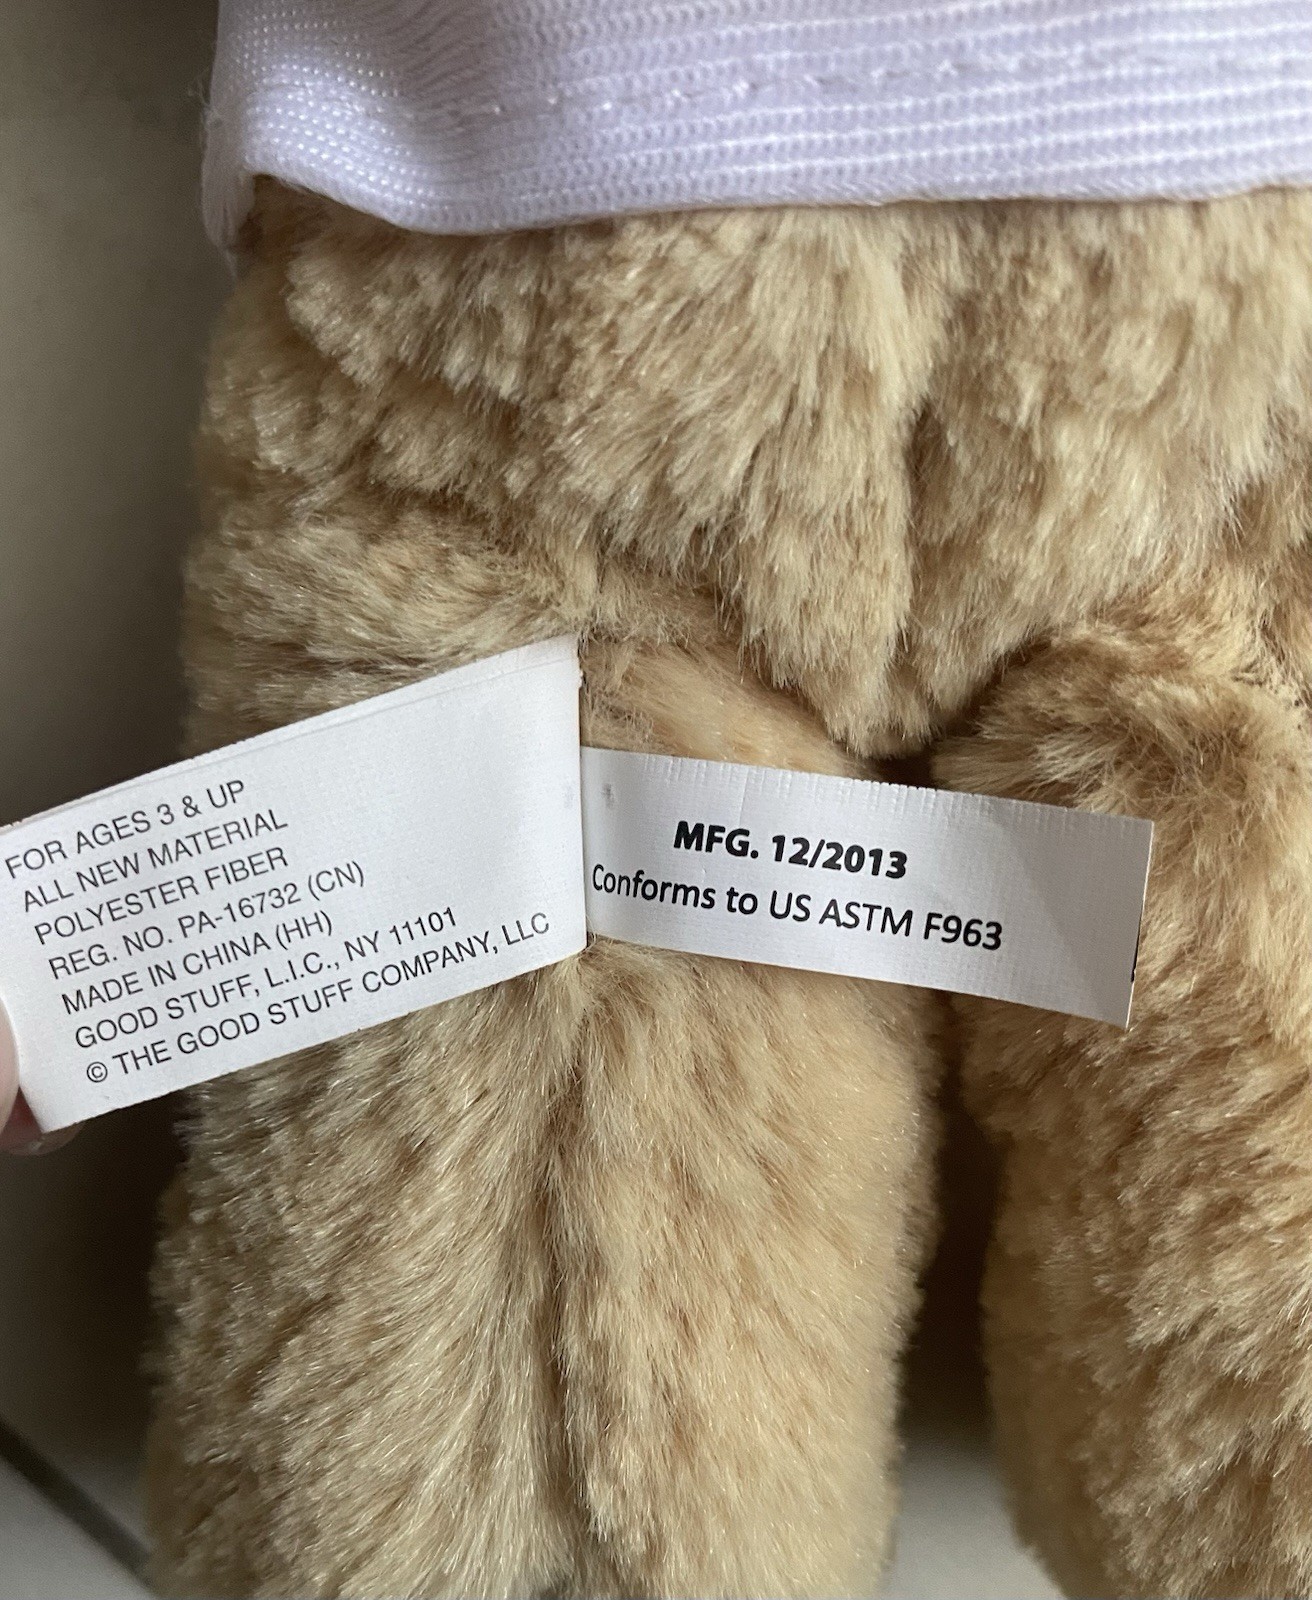 FOR AGES 3 & UP
ALL NEW MATERIAL
POLYESTER FIBER
REG. NO. PA-16732 (CN)
MADE IN CHINA (HH)
GOOD STUFF, L.I.C., NY 11101
© THE GOOD STUFF COMPANY, LLC
MFG. 12/2013
Conforms to US ASTM F963